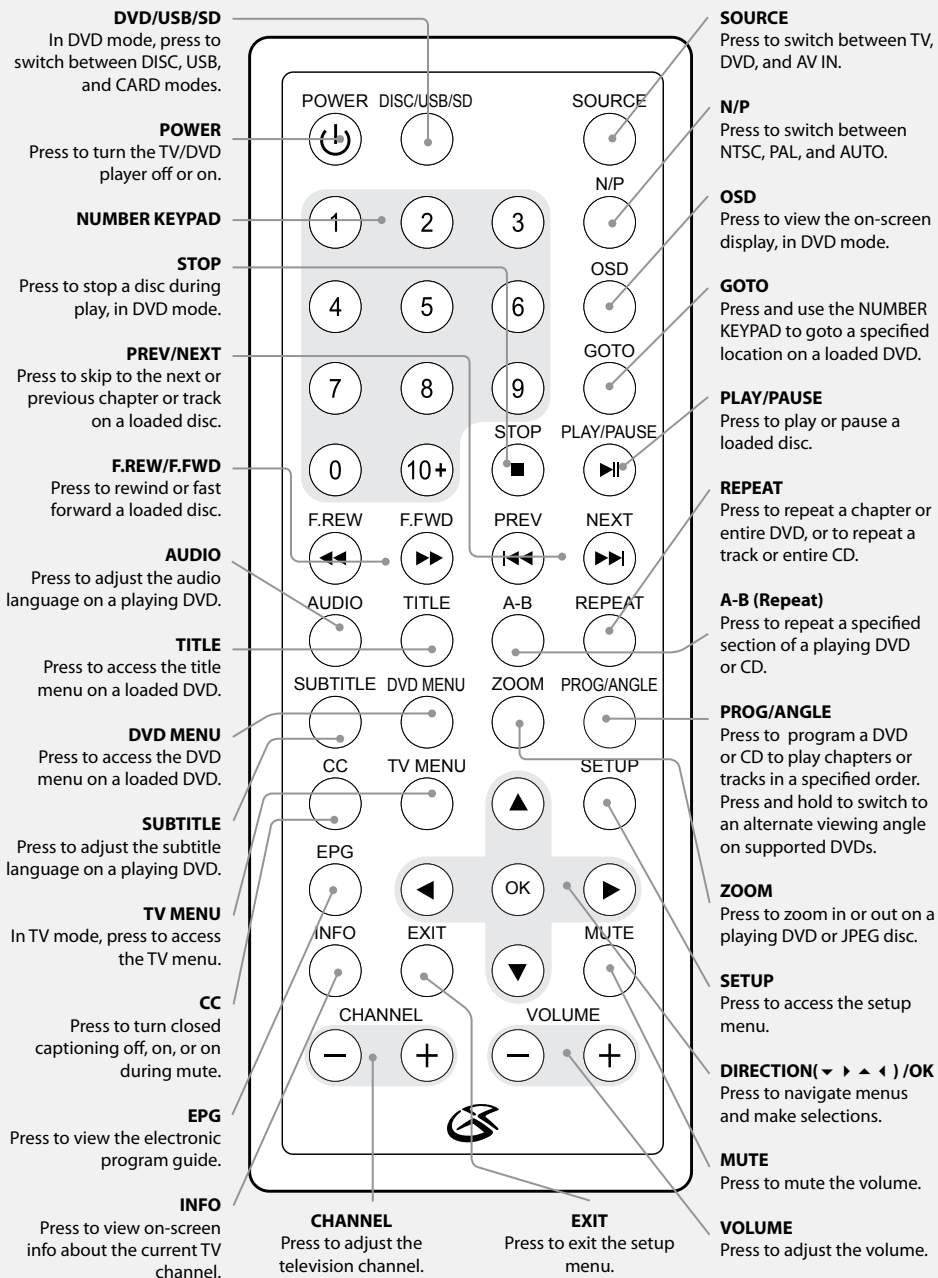 DVD/USB/SD
In DVD mode, press to
switch between DISC, USB,
and CARD modes.
POWER
Press to turn the TV/DVD
player off or on.
NUMBER KEYPAD
STOP
Press to stop a disc during
play, in DVD mode.
PREV/NEXT
Press to skip to the next or
previous chapter or track
on a loaded disc.
F.REW/F.FWD
Press to rewind or fast
forward a loaded disc.
AUDIO
Press to adjust the audio
language on a playing DVD.
TITLE
Press to access the title
menu on a loaded DVD.
DVD MENU
Press to access the DVD
menu on a loaded DVD.
SUBTITLE
Press to adjust the subtitle
language on a playing DVD.
TV MENU
In TV mode, press to access
the TV menu.
CC
Press to turn closed
captioning off, on, or on
during mute.
EPG
Press to view the electronic
program guide.
INFO
Press to view on-screen
info about the current TV
channel.
POWER DISC/USB/SD SOURCE
N/P
1 2 3
OSD
4 5 6
GOTO
7 8 9
STOP PLAY/PAUSE
0 10+
F.REW F.FWD PREV NEXT
AUDIO TITLE A-B REPEAT
SUBTITLE DVD MENU ZOOM PROG/ANGLE
CC TV MENU SETUP
EPG
OK
INFO EXIT MUTE
CHANNEL VOLUME
− + − +
CHANNEL
Press to adjust the
television channel.
EXIT
Press to exit the setup
menu.
SOURCE
Press to switch between TV,
DVD, and AV IN.
N/P
Press to switch between
NTSC, PAL, and AUTO.
OSD
Press to view the on-screen
display, in DVD mode.
GOTO
Press and use the NUMBER
KEYPAD to goto a specified
location on a loaded DVD.
PLAY/PAUSE
Press to play or pause a
loaded disc.
REPEAT
Press to repeat a chapter or
entire DVD, or to repeat a
track or entire CD.
A-B (Repeat)
Press to repeat a specified
section of a playing DVD
or CD.
PROG/ANGLE
Press to program a DVD
or CD to play chapters or
tracks in a specified order.
Press and hold to switch to
an alternate viewing angle
on supported DVDs.
ZOOM
Press to zoom in or out on a
playing DVD or JPEG disc.
SETUP
Press to access the setup
menu.
DIRECTION( ▾ ▸ ▴ ◂ ) /OK
Press to navigate menus
and make selections.
MUTE
Press to mute the volume.
VOLUME
Press to adjust the volume.